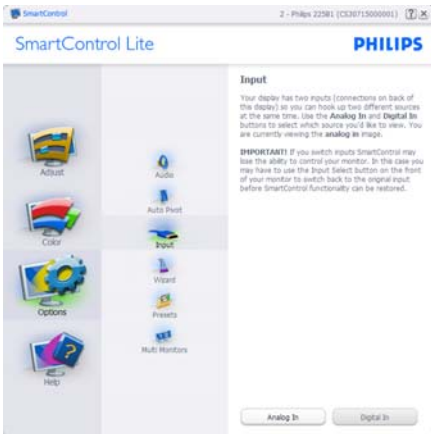 SmartControl
2 - Philips 225B1 (CS30715000001)
SmartControl Lite
PHILIPS
Adjust
Color
Options
Help
Audio
Auto Pivot
Input
Wizard
Presets
Multi Monitors
Input
Your display has two inputs (connections on back of
the display) so you can hook up two different sources
at the same time. Use the Analog In and Digital In
buttons to select which source you'd like to view. You
are currently viewing the analog in image.
IMPORTANT! If you switch inputs SmartControl may
lose the ability to control your monitor. In the case you
may have to use the Input Select button on the front
of your monitor to switch back to the original input
before SmartControl functionality can be restored.
Analog In
Digital In